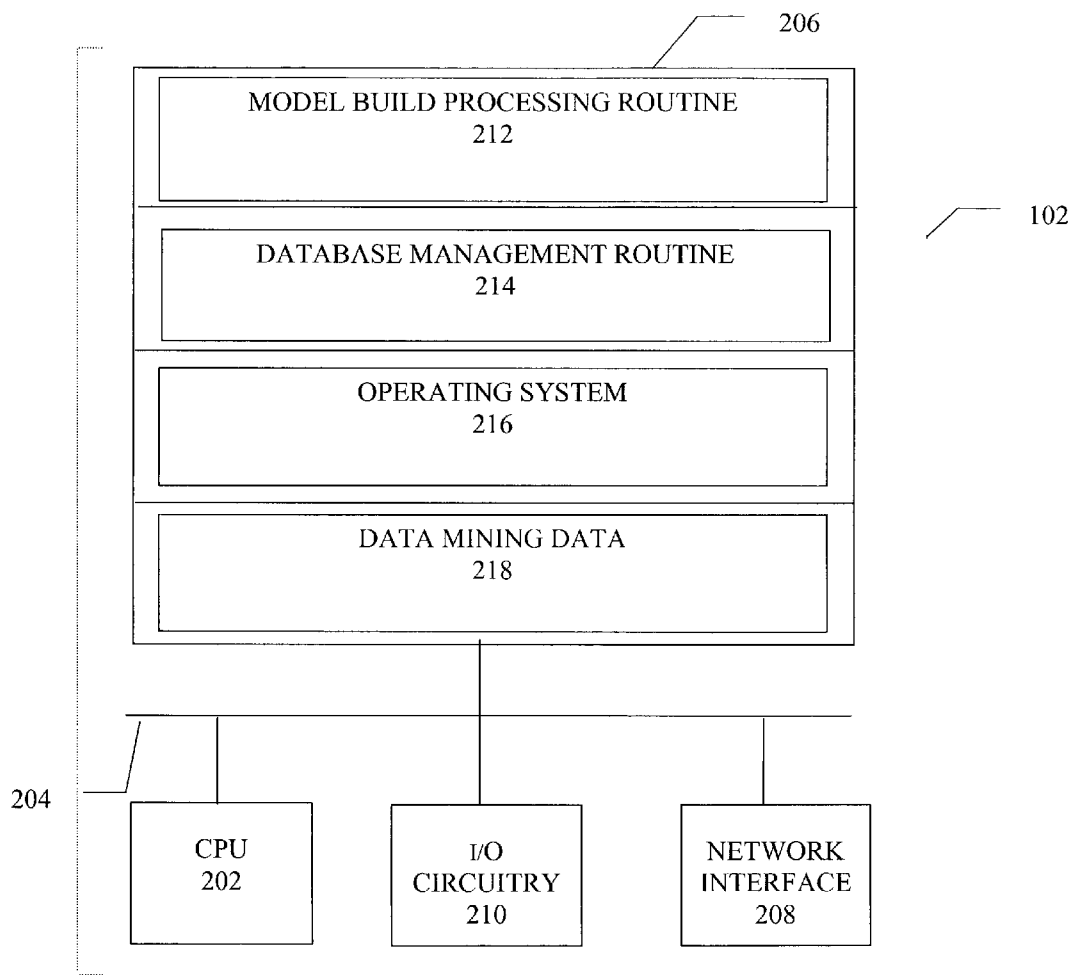 206
MODEL BUILD PROCESSING ROUTINE
212
102
DATABASE MANAGEMENT ROUTINE
214
OPERATING SYSTEM
216
DATA MINING DATA
218
204
CPU
202
I/O
CIRCUITRY
210
NETWORK
INTERFACE
208